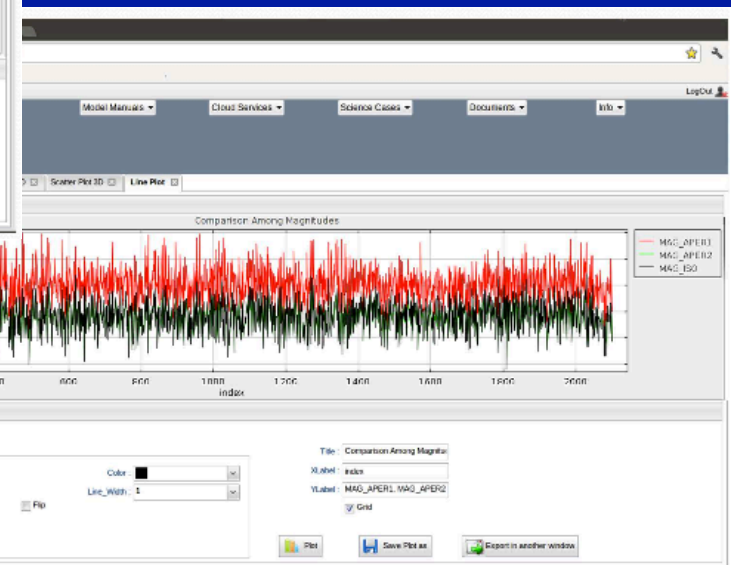 LogOut
Model Manuals Cloud Services Science Cases Documents Info
Scatter Plot 3D Line Plot
Comparison Among Magnitudes
MAG_APER1
MAG_APER2
MAG_ISO
600 800 1000 1200 1400 1600 1800 2000
index
Title : Comparison Among Magnitu
Color : XLabel : index
Line_Width : 1 YLabel : MAG_APER1, MAG_APER2
Flip Grid
Plot Save Plot as Export in another window